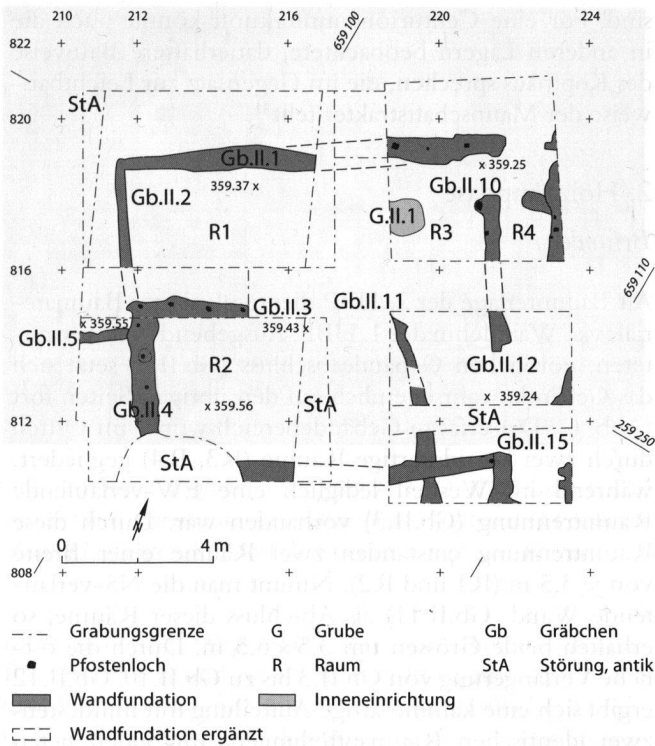 210
212
216
659 100
220
224
822
820
StA
Gb.II.1
359.37 x
x 359.25
Gb.II.2
Gb.II.10
G.II.1
R1
R3
R4
816
659 110
Gb.II.3
Gb.II.11
x 359.55
359.43 x
Gb.II.5
R2
Gb.II.12
x 359.24
Gb.II.4
x 359.56
StA
StA
812
Gb.II.15
259 250
StA
0
4 m
808
Grabungsgrenze
G
Grube
Gb
Gräbchen
Pfostenloch
R
Raum
StA
Störung, antik
Wandfundation
Inneneinrichtung
Wandfundation ergänzt